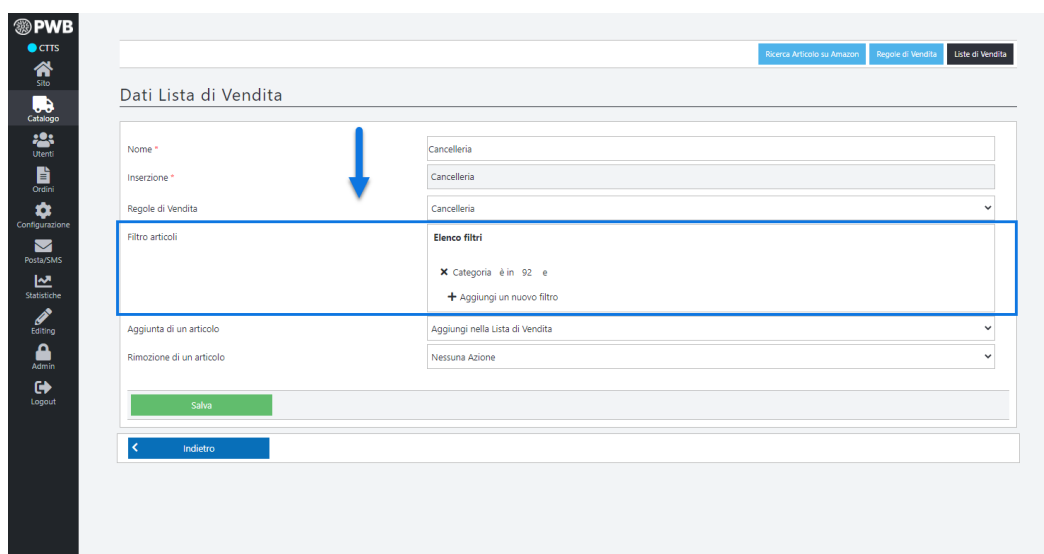 PWB
CTTS
Sito
Catalogo
Utenti
Ordini
Configurazione
Posta/SMS
Statistiche
Editing
Admin
Logout
Ricerca Articolo su Amazon Regole di Vendita Liste di Vendita
Dati Lista di Vendita
Nome * Cancelleria
Inserzione * Cancelleria
Regole di Vendita Cancelleria
Filtro articoli Elenco filtri
Categoria è in 92 e
Aggiungi un nuovo filtro
Aggiunta di un articolo Aggiungi nella Lista di Vendita
Rimozione di un articolo Nessuna Azione
Salva
Indietro